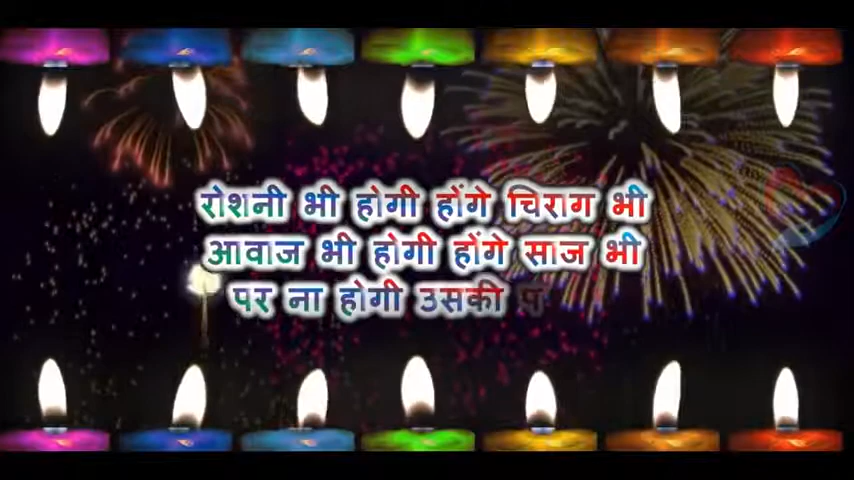 रोशनी भी होगी होंगे चिराग भी
आवाज भी होगी होंगे साज भी
पर ना होगी उसकी